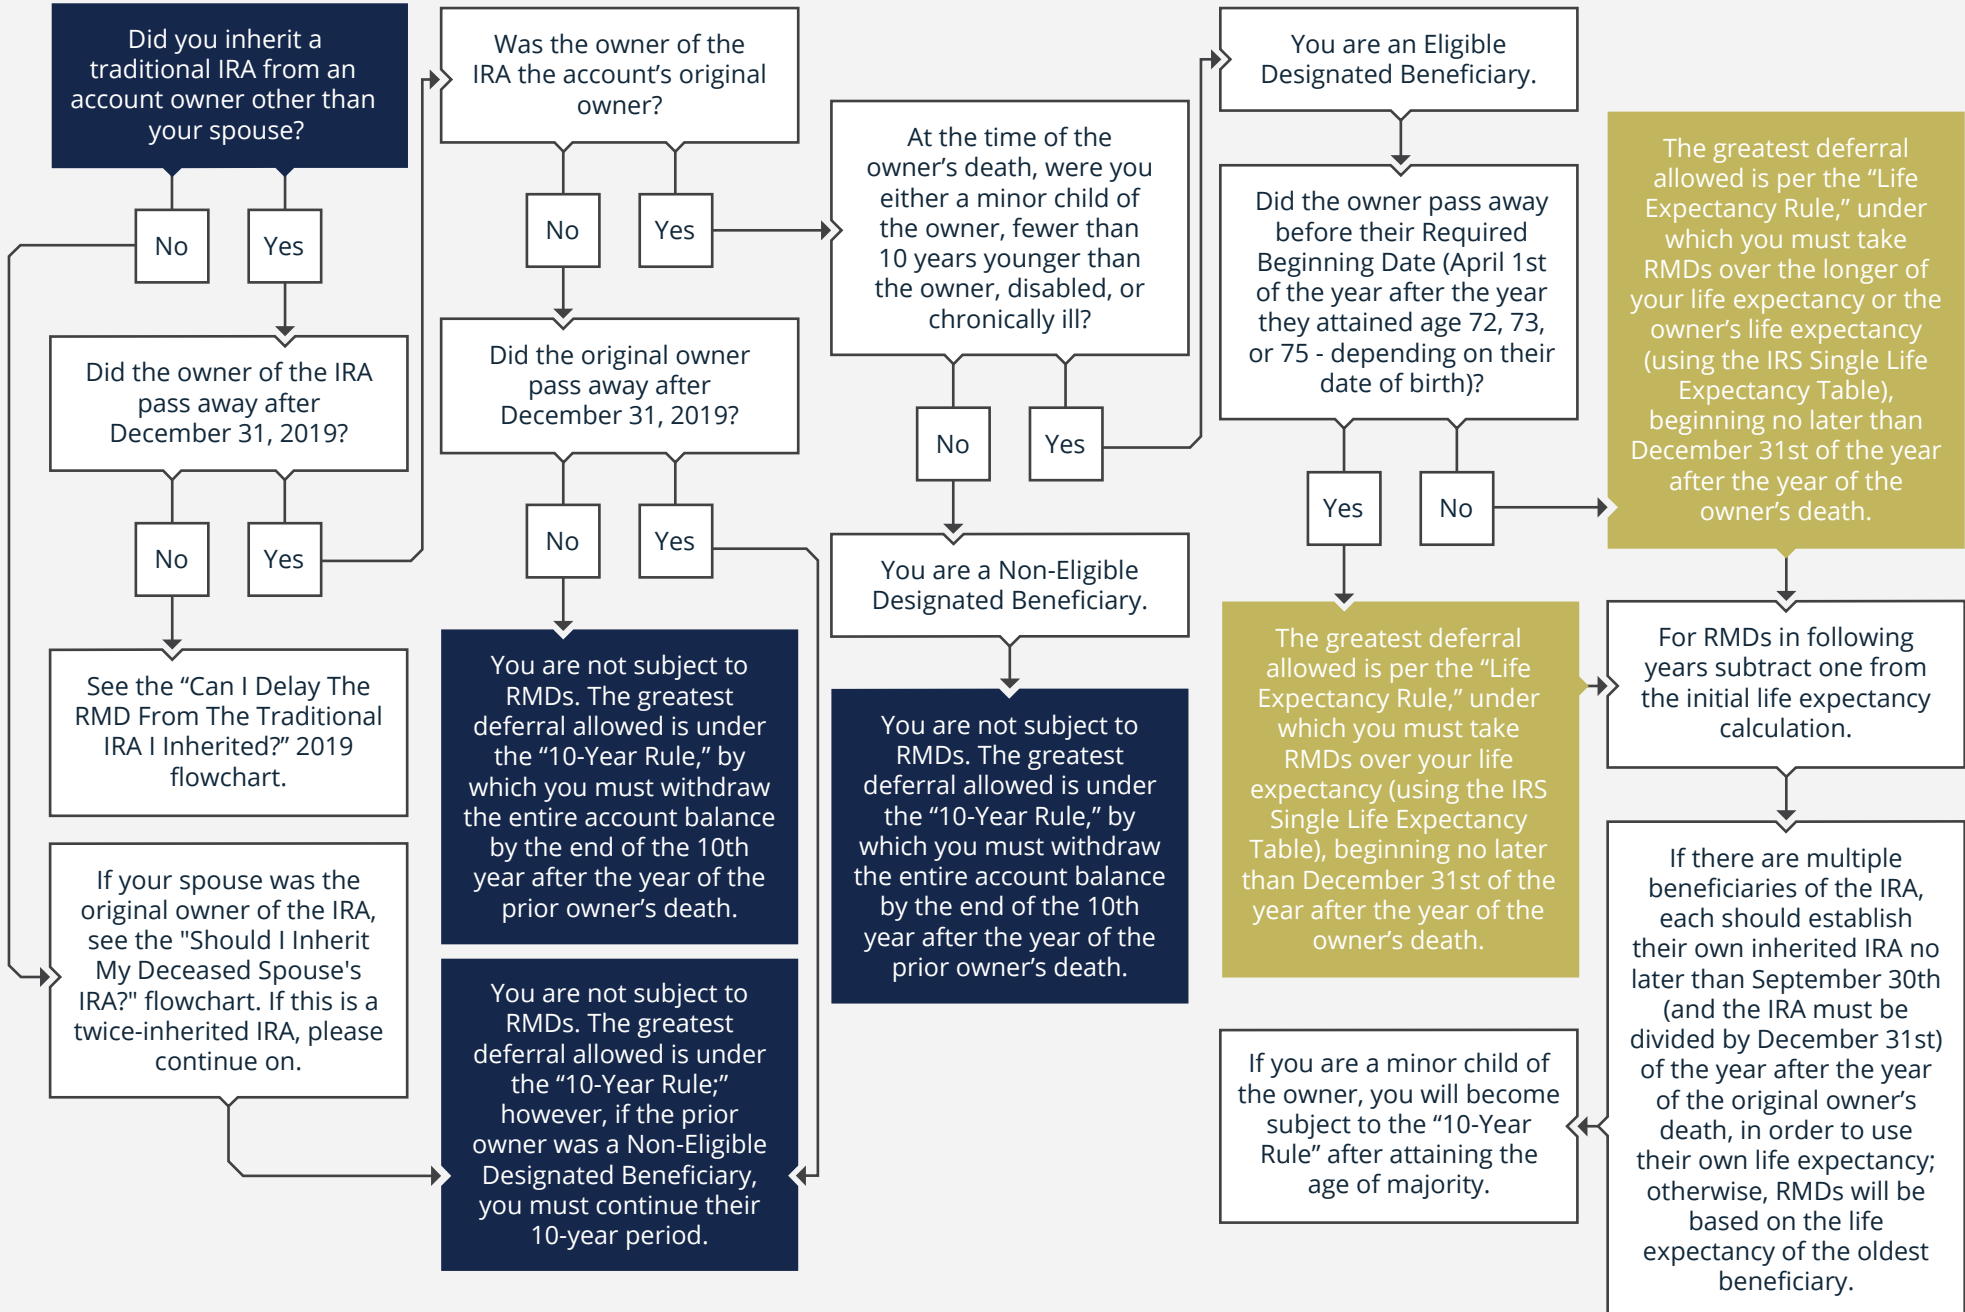 Did you inherit a
traditional IRA from an
account owner other than
your spouse?
No
Yes
Did the owner of the IRA
pass away after
December 31, 2019?
No
Yes
See the “Can I Delay The
RMD From The Traditional
IRA I Inherited?” 2019
flowchart.
If your spouse was the
original owner of the IRA,
see the "Should I Inherit
My Deceased Spouse's
IRA?" flowchart. If this is a
twice-inherited IRA, please
continue on.
Was the owner of the
IRA the account’s original
owner?
No
Yes
Did the original owner
pass away after
December 31, 2019?
No
Yes
You are not subject to
RMDs. The greatest
deferral allowed is under
the “10-Year Rule,” by
which you must withdraw
the entire account balance
by the end of the 10th
year after the year of the
prior owner’s death.
You are not subject to
RMDs. The greatest
deferral allowed is under
the “10-Year Rule;”
however, if the prior
owner was a Non-Eligible
Designated Beneficiary,
you must continue their
10-year period.
At the time of the
owner’s death, were you
either a minor child of
the owner, fewer than
10 years younger than
the owner, disabled, or
chronically ill?
No
Yes
You are a Non-Eligible
Designated Beneficiary.
You are not subject to
RMDs. The greatest
deferral allowed is under
the “10-Year Rule,” by
which you must withdraw
the entire account balance
by the end of the 10th
year after the year of the
prior owner’s death.
You are an Eligible
Designated Beneficiary.
Did the owner pass away
before their Required
Beginning Date (April 1st
of the year after the year
they attained age 72, 73,
or 75 - depending on their
date of birth)?
Yes
No
The greatest deferral
allowed is per the “Life
Expectancy Rule,” under
which you must take
RMDs over your life
expectancy (using the IRS
Single Life Expectancy
Table), beginning no later
than December 31st of the
year after the year of the
owner’s death.
The greatest deferral
allowed is per the “Life
Expectancy Rule,” under
which you must take
RMDs over the longer of
your life expectancy or the
owner’s life expectancy
(using the IRS Single Life
Expectancy Table),
beginning no later than
December 31st of the year
after the year of the
owner’s death.
For RMDs in following
years subtract one from
the initial life expectancy
calculation.
If there are multiple
beneficiaries of the IRA,
each should establish
their own inherited IRA no
later than September 30th
(and the IRA must be
divided by December 31st)
of the year after the year
of the original owner’s
death, in order to use
their own life expectancy;
otherwise, RMDs will be
based on the life
expectancy of the oldest
beneficiary.
If you are a minor child of
the owner, you will become
subject to the “10-Year
Rule” after attaining the
age of majority.